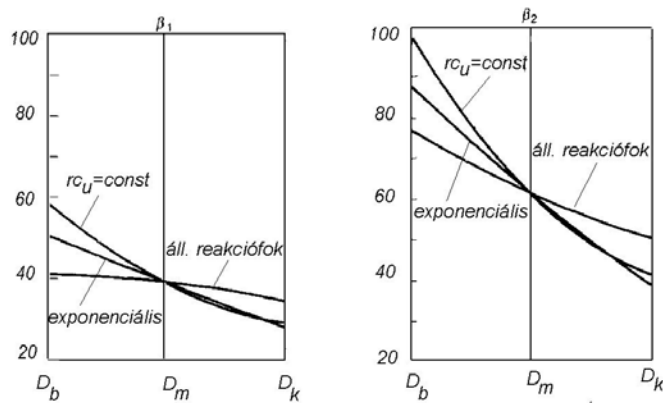 β1
100
80
60
40
20
rcu=const
áll. reakciófok
exponenciális
Db
Dm
Dk
β2
100
80
60
40
20
rcu=const
áll. reakciófok
exponenciális
Db
Dm
Dk